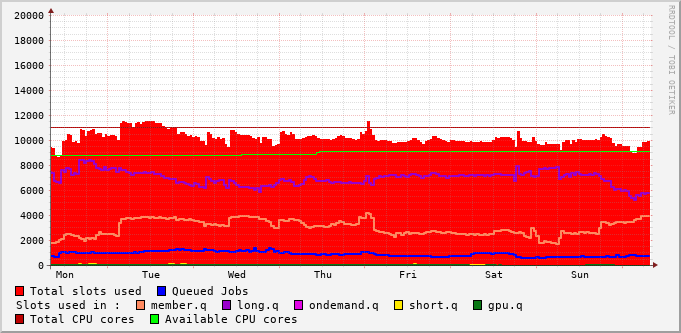 20000
18000
16000
14000
12000
10000
8000
6000
4000
2000
0
Mon Tue Wed Thu Fri Sat Sun
RRDTOOL / TOBI OETIKER
Total slots used Queued Jobs
Slots used in : member.q long.q ondemand.q short.q gpu.q
Total CPU cores Available CPU cores